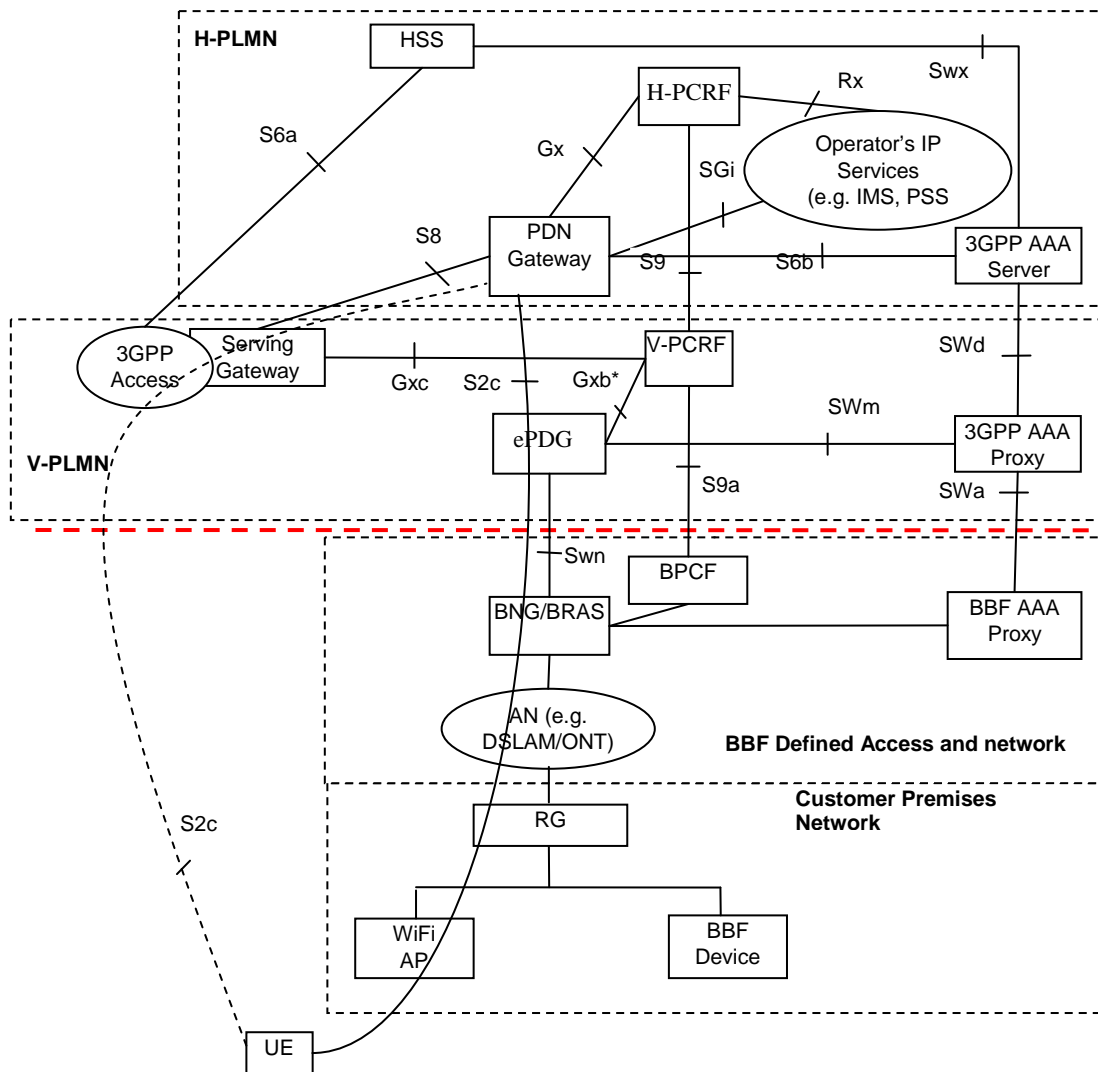 H-PLMN
HSS
Swx
H-PCRF
Rx
S6a
Gx
SGi
Operator's IP
Services
(e.g. IMS, PSS
S8
PDN
Gateway
S9
S6b
3GPP AAA
Server
3GPP
Access
Serving
Gateway
V-PCRF
SWd
Gxc
S2c
Gxb*
SWm
ePDG
3GPP AAA
Proxy
V-PLMN
S9a
SWa
Swn
BPCF
BNG/BRAS
BBF AAA
Proxy
AN (e.g.
DSLAM/ONT)
BBF Defined Access and network
Customer Premises
Network
RG
S2c
WiFi
AP
BBF
Device
UE